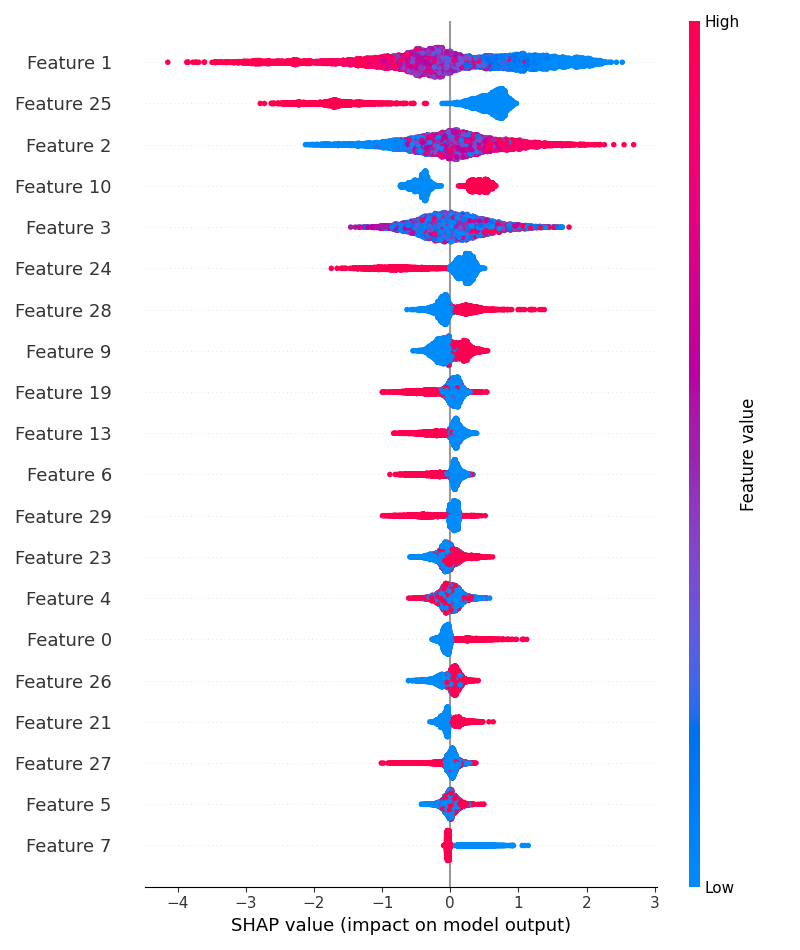 High
Feature 1
Feature 25
Feature 2
Feature 10
Feature 3
Feature 24
Feature 28
Feature 9
Feature 19
Feature 13
Feature 6
Feature 29
Feature 23
Feature 4
Feature 0
Feature 26
Feature 21
Feature 27
Feature 5
Feature 7
Feature value
Low
−4 −3 −2 −1 0 1 2 3
SHAP value (impact on model output)